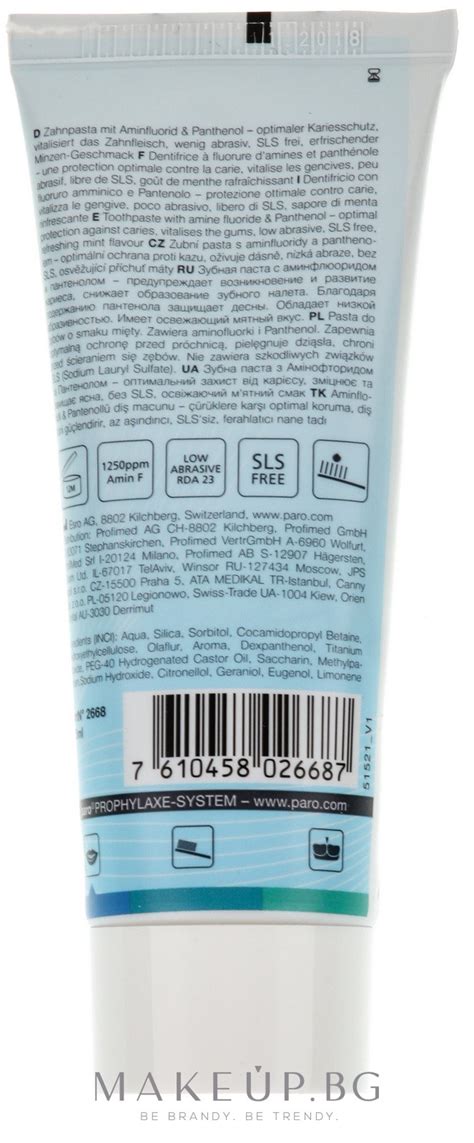 2018
D Zahnpasta mit Aminfluorid & Panthenol – optimaler Kariesschutz,
vitalisiert das Zahnfleisch, wenig abrasiv, SLS frei, erfrischender
Minzen-Geschmack F Dentifrice à fluorure d'amines et panthénole
- une protection optimale contre la carie, vitalise les gencives, peu
abrasif, libre de SLS, goût de menthe rafraîchissant I Dentifricio con
fluoruro amminico e Pantenolo - protezione ottimale contro carie,
vitalizza le gengive, poco abrasivo, libero di SLS, sapore di menta
rinfrescante E Toothpaste with amine fluoride & Panthenol – optimal
protection against caries, vitalises the gums, low abrasive, SLS free,
refreshing mint flavour CZ Zubní pasta s aminfluoridy a pantheno-
em - optimální ochrana proti kazu, oživuje dásně, nízká abraze, bez
SLS, osvěžující příchuť máty RU Зубная паста с аминфлюоридом
и пантенолом – предупреждает возникновение и развитие
кариеса, снижает образование зубного налета. Благодаря
содержанию пантенола защищает десны. Обладает низкой
абразивностью. Имеет освежающий мятный вкус. PL Pasta do
zębów o smaku mięty. Zawiera aminofluorki i Panthenol. Zapewnia
optymalną ochronę przed próchnicą, pielęgnuje dziąsła, chroni
przed ścieraniem się zębów. Nie zawiera szkodliwych związków
SLS (Sodium Lauryl Sulfate). UA Зубна паста з Амінофторидом
Пантенолом - оптимальний захист від карієсу, зміцнює та
ясна, без SLS, освіжаючий м'ятний смак TK Aminflo-
& Pantenollü diş macunu - çürüklere karşı optimal koruma, diş
güçlendirir, az aşındırıcı, SLS'siz, ferahlatıcı nane tadı
12M
1250ppm
Amin F
LOW
ABRASIVE
RDA 23
SLS
FREE
Esro AG, 8802 Kilchberg, Switzerland, www.paro.com
Distribution: Profimed AG CH-8802 Kilchberg, Profimed GmbH
Stephanskirchen, Profimed VertrGmbH A-6960 Wolfurt,
Srl I-20124 Milano, Profimed AB S-12907 Hägersten,
IL-67017 TelAviv, Winsor RU-127434 Moscow, JPS
CZ-15500 Praha 5, ATA MEDIKAL TR-Istanbul, Canny
PL-05120 Legionowo, Swiss-Trade UA-1004 Kiew, Orien
AU-3030 Derrimut
Ingredients (INCI): Aqua, Silica, Sorbitol, Cocamidopropyl Betaine,
Olaflur, Aroma, Dexpanthenol, Titanium
PEG-40 Hydrogenated Castor Oil, Saccharin, Methylpa-
Sodium Hydroxide, Citronellol, Geraniol, Eugenol, Limonene
N° 2668
ml
7 610458 026687
51521_V1
paro®PROPHYLAXE-SYSTEM – www.paro.com
MAKEUP.BG
BE BRANDY. BE TRENDY.